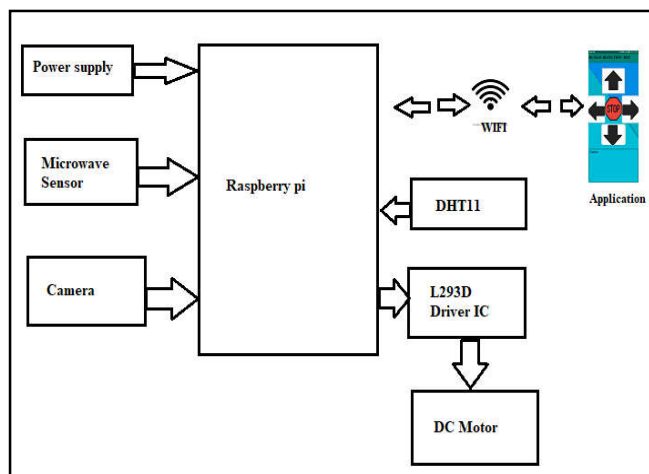 Power supply
Microwave
Sensor
Camera
Raspberry pi
WIFI
STOP
Application
DHT11
L293D
Driver IC
DC Motor